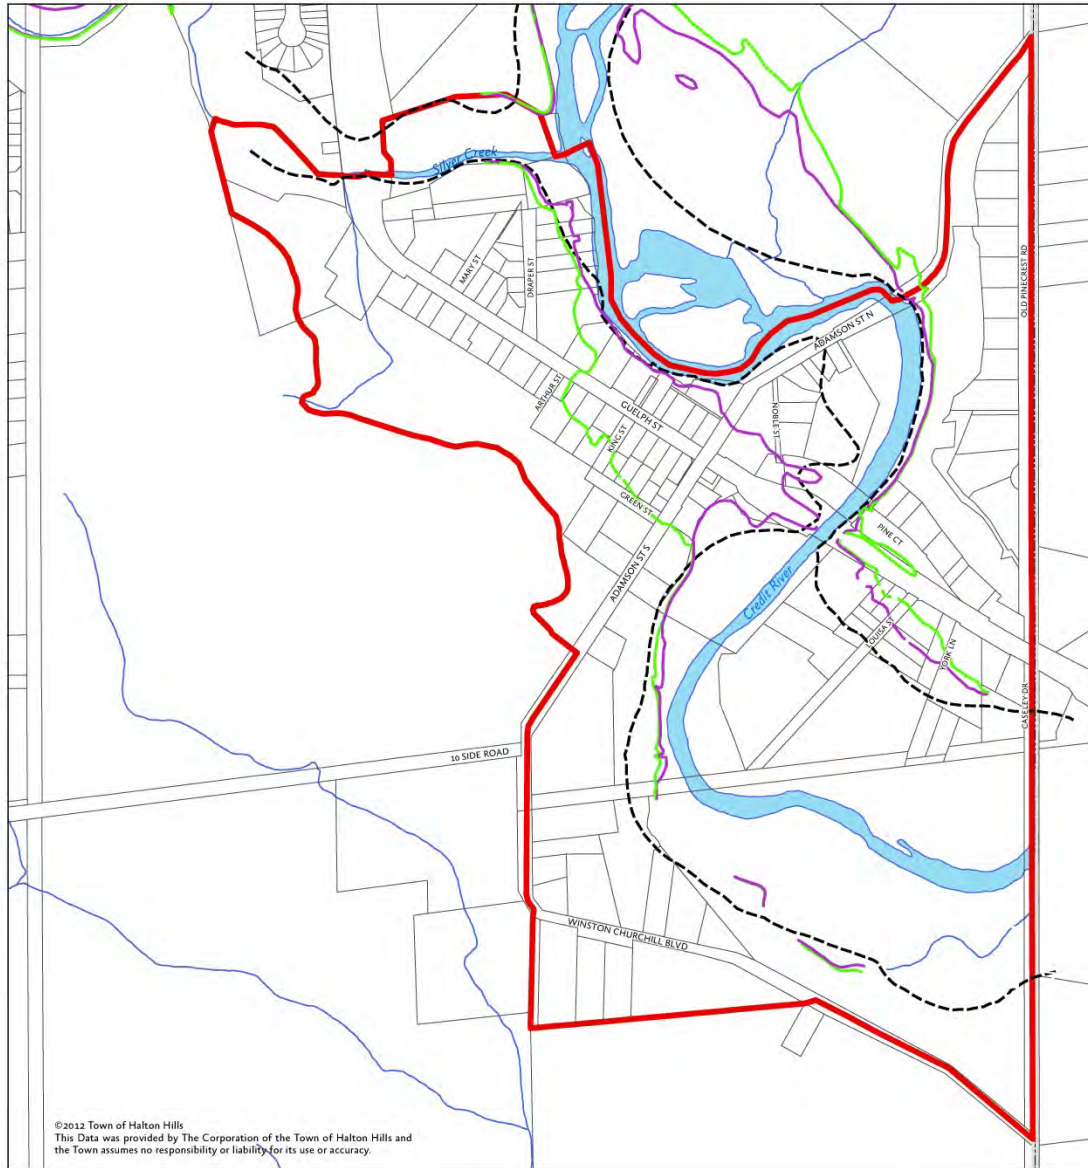 Silver Creek
OLD PINECREST RD
MARY ST
DRAPER ST
ADAMSON ST N
ARTHUR ST
GUELPH ST
NOBLE ST
KING ST
GREEN ST
PINE CT
ADAMSON ST S
Credit River
LOUISA ST
YORK LN
CASELEY DR
10 SIDE ROAD
WINSTON CHURCHILL BLVD
©2012 Town of Halton Hills
This Data was provided by The Corporation of the Town of Halton Hills and
the Town assumes no responsibility or liability for its use or accuracy.